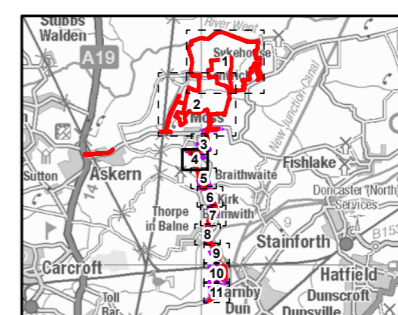 Stubbs
Walden
River Went
Sykehouse
A19
1
2
Moss
New Junction Canal
3
4
Fishlake
Askern
Sutton
14
5
Braithwaite
Doncaster (North)
Services
6
Kirk
Bramwith
Thorpe
in Balne
7
9
B153
8
Stainforth
9
Carcroft
10
Hatfield
11
Barnby
Dun
Dunscroft
Toll
Bar
Dunsville